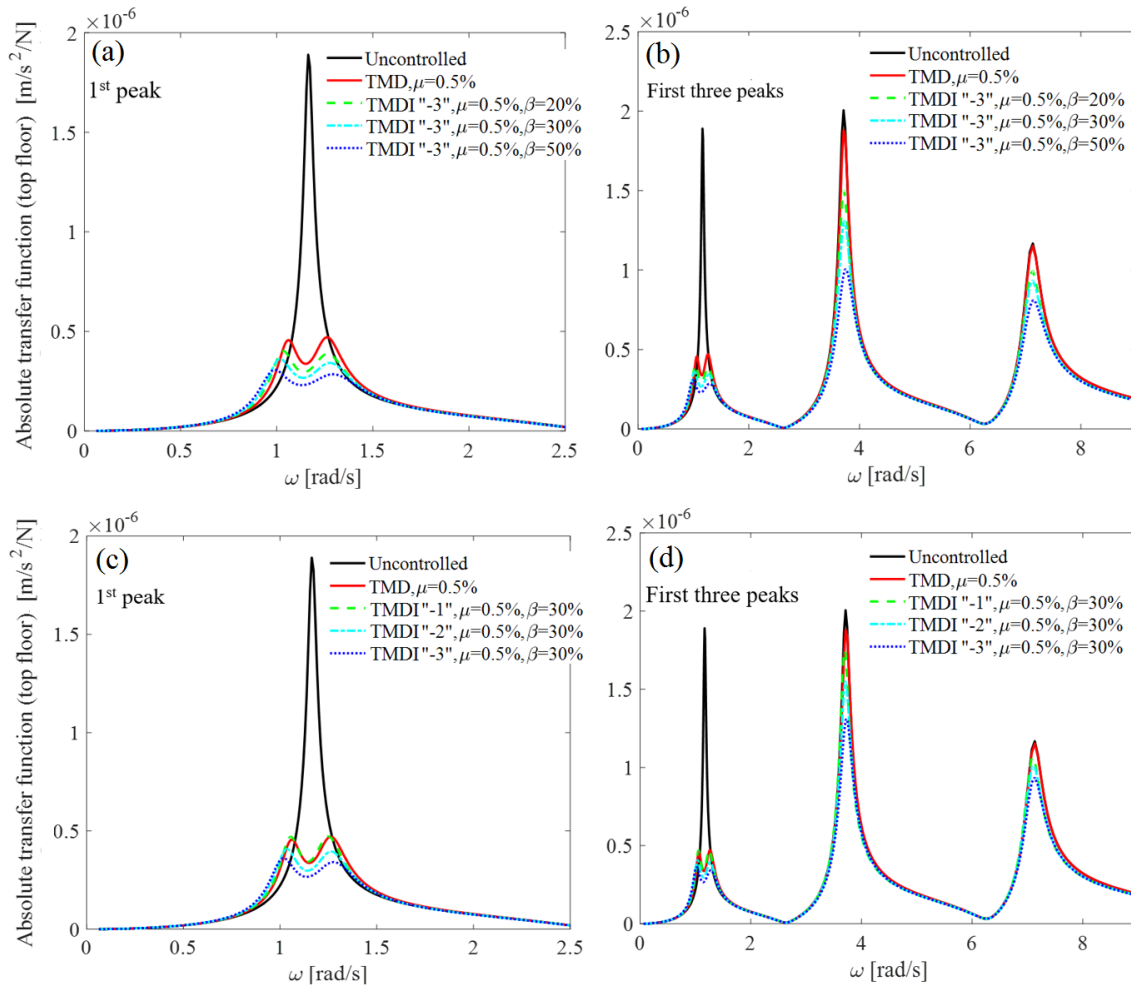 ×10⁻⁶
(a)
1st peak
Uncontrolled
TMD,μ=0.5%
TMDI "-3",μ=0.5%,β=20%
TMDI "-3",μ=0.5%,β=30%
TMDI "-3",μ=0.5%,β=50%
Absolute transfer function (top floor) [m/s²/N]
2
1.5
1
0.5
0
0 0.5 1 1.5 2 2.5
ω [rad/s]
×10⁻⁶
(b)
First three peaks
Uncontrolled
TMD,μ=0.5%
TMDI "-3",μ=0.5%,β=20%
TMDI "-3",μ=0.5%,β=30%
TMDI "-3",μ=0.5%,β=50%
2.5
2
1.5
1
0.5
0
0 2 4 6 8
ω [rad/s]
×10⁻⁶
(c)
1st peak
Uncontrolled
TMD,μ=0.5%
TMDI "-1",μ=0.5%,β=30%
TMDI "-2",μ=0.5%,β=30%
TMDI "-3",μ=0.5%,β=30%
Absolute transfer function (top floor) [m/s²/N]
2
1.5
1
0.5
0
0 0.5 1 1.5 2 2.5
ω [rad/s]
×10⁻⁶
(d)
First three peaks
Uncontrolled
TMD,μ=0.5%
TMDI "-1",μ=0.5%,β=30%
TMDI "-2",μ=0.5%,β=30%
TMDI "-3",μ=0.5%,β=30%
2.5
2
1.5
1
0.5
0
0 2 4 6 8
ω [rad/s]